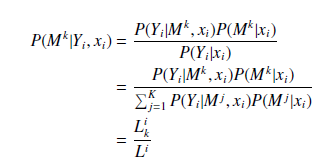 P(M^k|Y_i, x_i) = \frac{P(Y_i|M^k, x_i)P(M^k|x_i)}{P(Y_i|x_i)}
= \frac{P(Y_i|M^k, x_i)P(M^k|x_i)}{\sum_{j=1}^{K} P(Y_i|M^j, x_i)P(M^j|x_i)}
= \frac{L_k^i}{L^i}